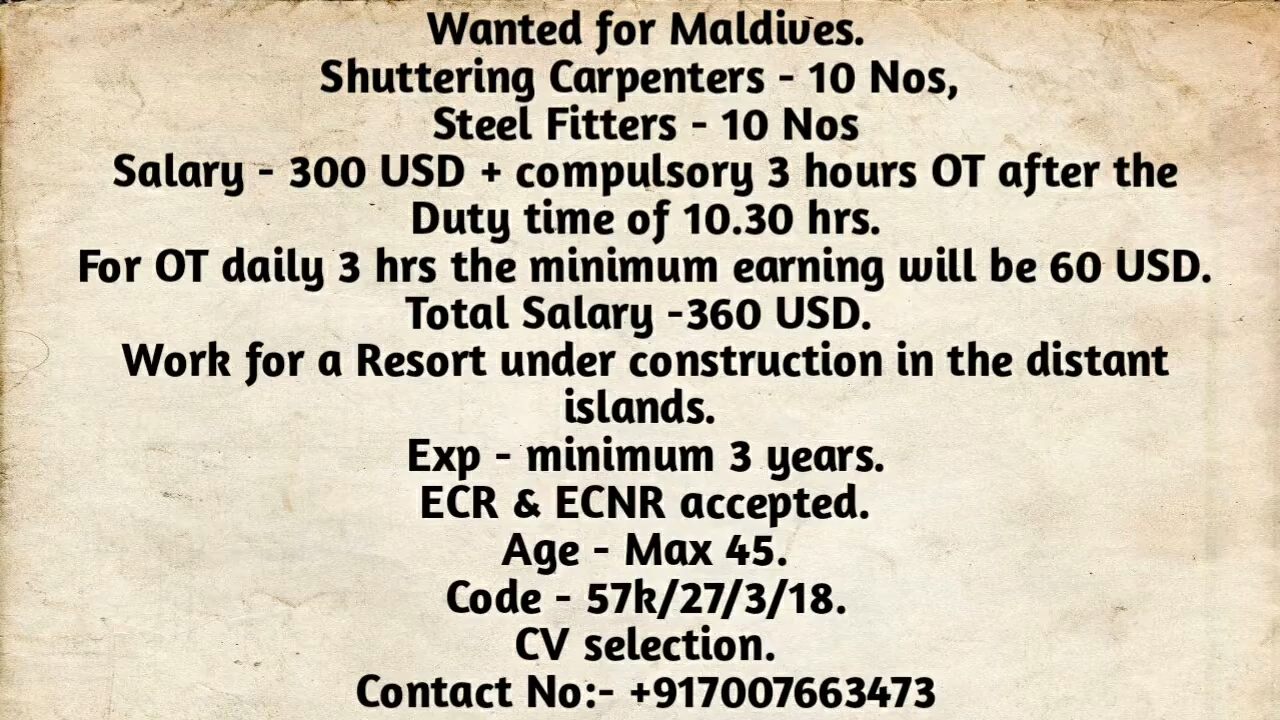 Wanted for Maldives.
Shuttering Carpenters - 10 Nos,
Steel Fitters - 10 Nos
Salary - 300 USD + compulsory 3 hours OT after the
Duty time of 10.30 hrs.
For OT daily 3 hrs the minimum earning will be 60 USD.
Total Salary -360 USD.
Work for a Resort under construction in the distant
islands.
Exp - minimum 3 years.
ECR & ECNR accepted.
Age - Max 45.
Code - 57k/27/3/18.
CV selection.
Contact No:- +917007663473